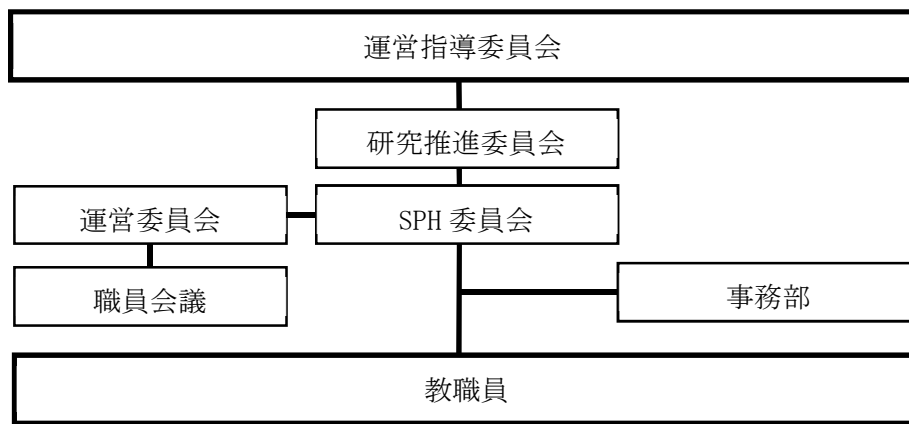 運営指導委員会
研究推進委員会
運営委員会
SPH 委員会
職員会議
事務部
教職員